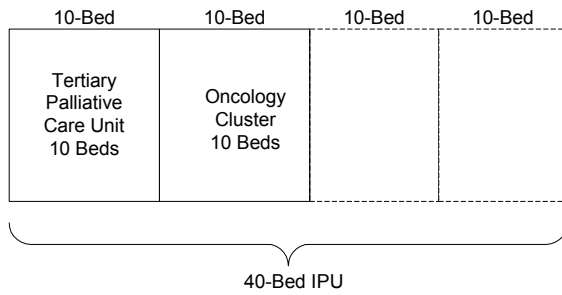 10-Bed 10-Bed 10-Bed 10-Bed
Tertiary
Palliative
Care Unit
10 Beds
Oncology
Cluster
10 Beds
40-Bed IPU